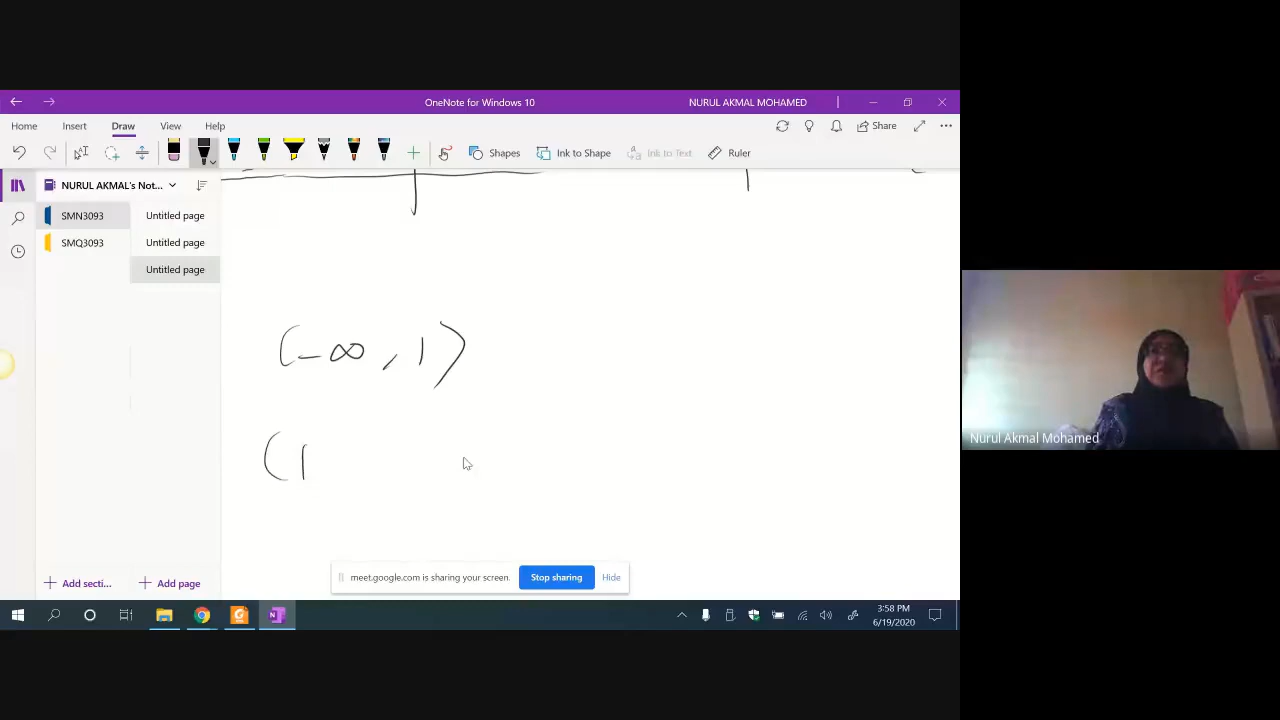 OneNote for Windows 10
NURUL AKMAL MOHAMED
Home Insert Draw View Help
Share
Shapes Ink to Shape Ink to Text Ruler
NURUL AKMAL's Not...
SMN3093
SMQ3093
Untitled page
Untitled page
Untitled page
(-∞, 1)
(1
Nurul Akmal Mohamed
Add secti...
Add page
meet.google.com is sharing your screen.
Stop sharing
Hide
3:58 PM
6/19/2020